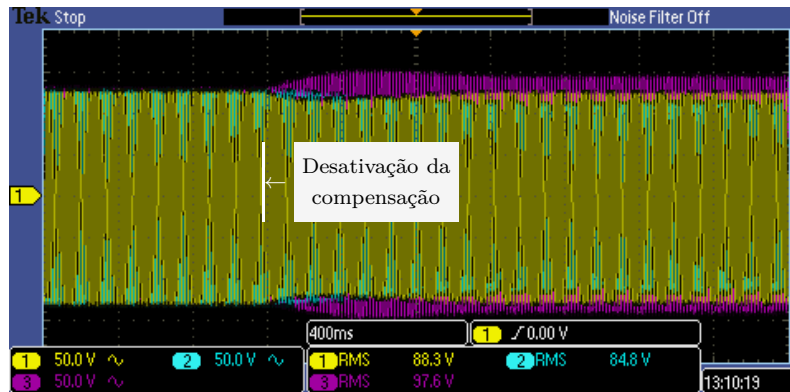 Tek Stop
Noise Filter Off
1
← Desativação da
compensação
400ms
1 50.0 V 2 50.0 V 1 RMS 88.3 V 2 RMS 84.8 V
3 50.0 V 3 RMS 97.6 V
1 0.00 V
13:10:19